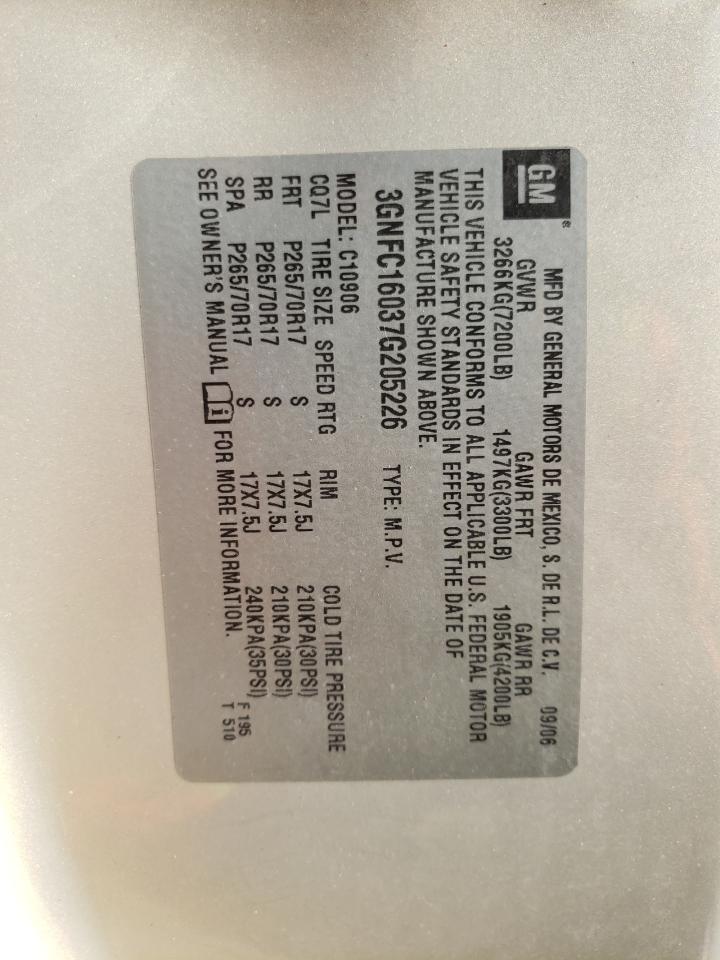 GM®
MFD BY GENERAL MOTORS DE MEXICO, S. DE R.L. DE C.V. 09/06
GVWR GAWR FRT GAWR RR
3266KG(7200LB) 1497KG(3300LB) 1905KG(4200LB)
THIS VEHICLE CONFORMS TO ALL APPLICABLE U.S. FEDERAL MOTOR
VEHICLE SAFETY STANDARDS IN EFFECT ON THE DATE OF
MANUFACTURE SHOWN ABOVE.
3GNFC16037G205226 TYPE: M.P.V.
MODEL: C10906
CQ7L TIRE SIZE SPEED RTG RIM COLD TIRE PRESSURE
FRT P265/70R17 S 17X7.5J 210KPA(30PSI)
RR P265/70R17 S 17X7.5J 210KPA(30PSI)
SPA P265/70R17 S 17X7.5J 240KPA(35PSI)
SEE OWNER'S MANUAL FOR MORE INFORMATION.
F 195
T 510